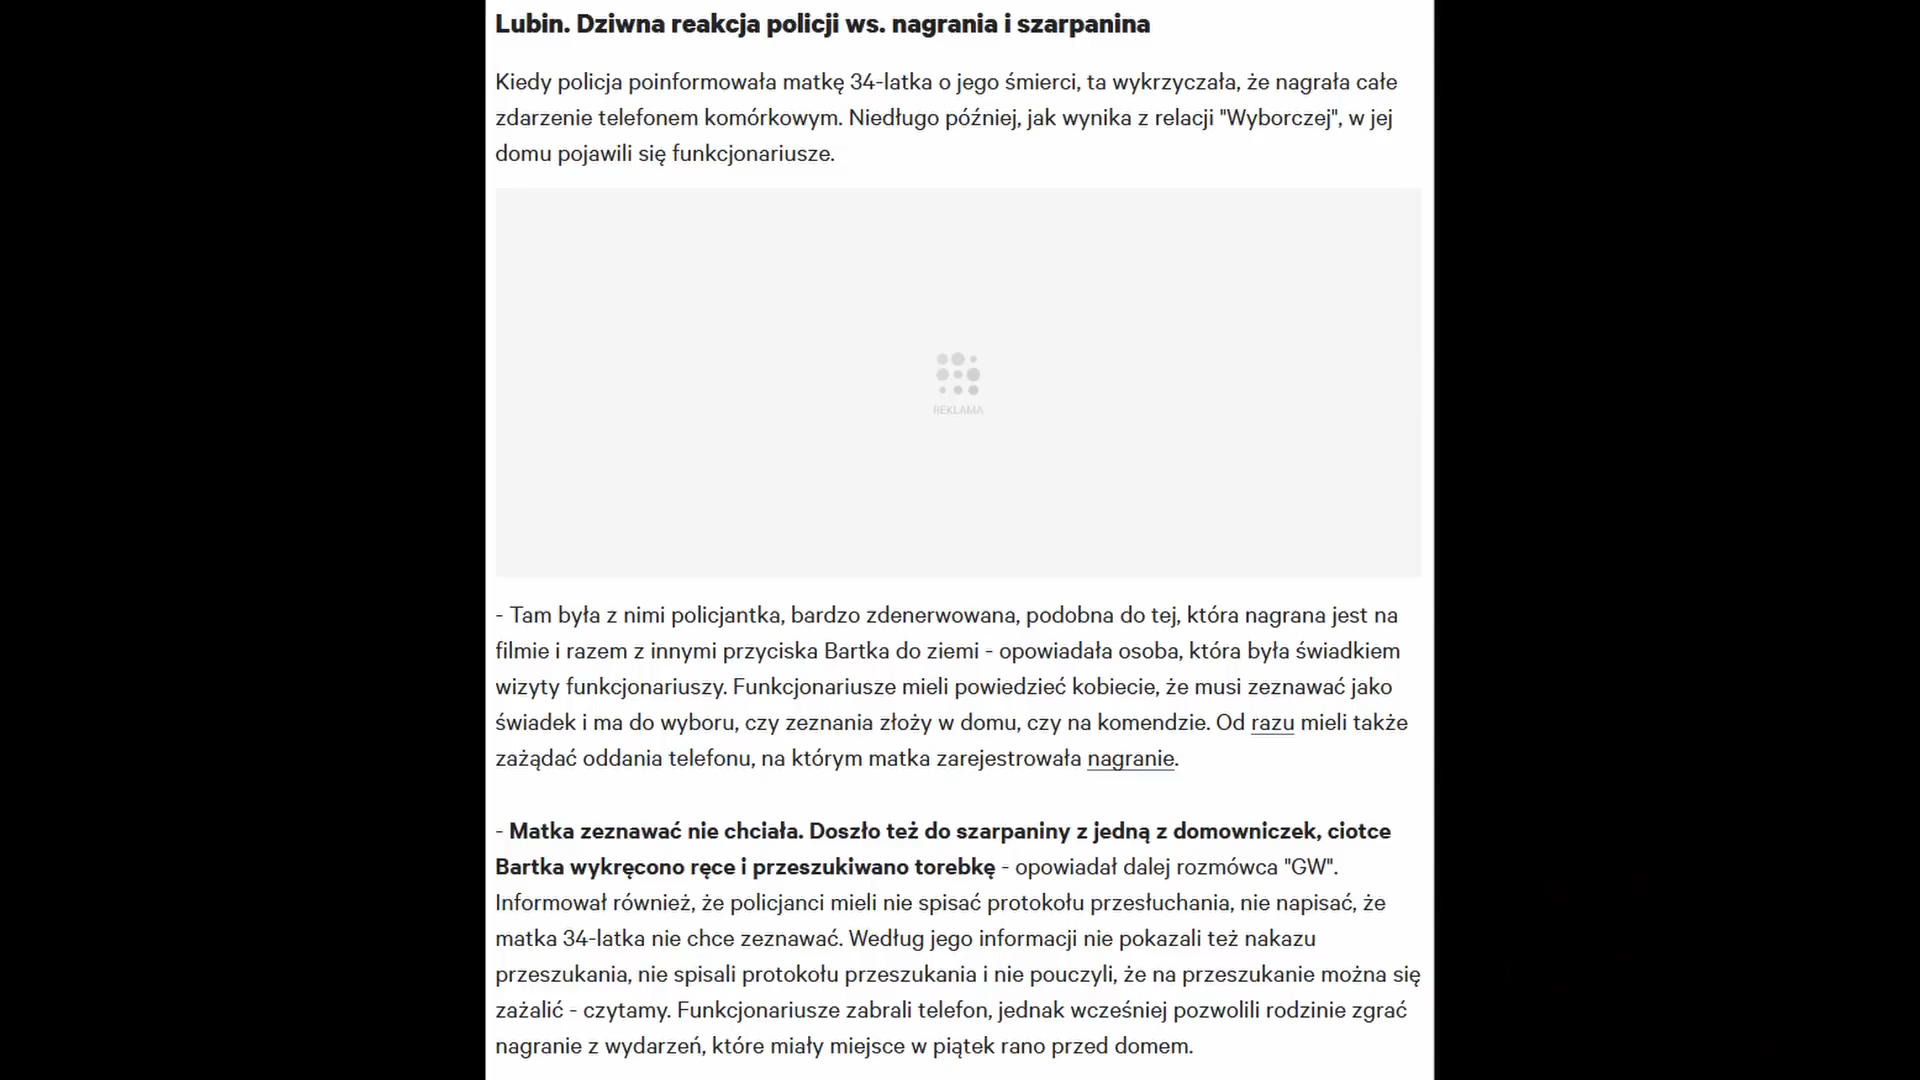 Lubin. Dziwna reakcja policji ws. nagrania i szarpanina
Kiedy policja poinformowała matkę 34-latka o jego śmierci, ta wykrzyczała, że nagrała całe
zdarzenie telefonem komórkowym. Niedługo później, jak wynika z relacji "Wyborczej", w jej
domu pojawili się funkcjonariusze.
REKLAMA
- Tam była z nimi policjantka, bardzo zdenerwowana, podobna do tej, która nagrana jest na
filmie i razem z innymi przyciska Bartka do ziemi - opowiadała osoba, która była świadkiem
wizyty funkcjonariuszy. Funkcjonariusze mieli powiedzieć kobiecie, że musi zeznawać jako
świadek i ma do wyboru, czy zeznania złoży w domu, czy na komendzie. Od razu mieli także
zażądać oddania telefonu, na którym matka zarejestrowała nagranie.
- Matka zeznawać nie chciała. Doszło też do szarpaniny z jedną z domowniczek, ciotce
Bartka wykręcono ręce i przeszukiwano torebkę - opowiadał dalej rozmówca "GW".
Informował również, że policjanci mieli nie spisać protokołu przesłuchania, nie napisać, że
matka 34-latka nie chce zeznawać. Według jego informacji nie pokazali też nakazu
przeszukania, nie spisali protokołu przeszukania i nie pouczyli, że na przeszukanie można się
zażalić - czytamy. Funkcjonariusze zabrali telefon, jednak wcześniej pozwolili rodzinie zgrać
nagranie z wydarzeń, które miały miejsce w piątek rano przed domem.